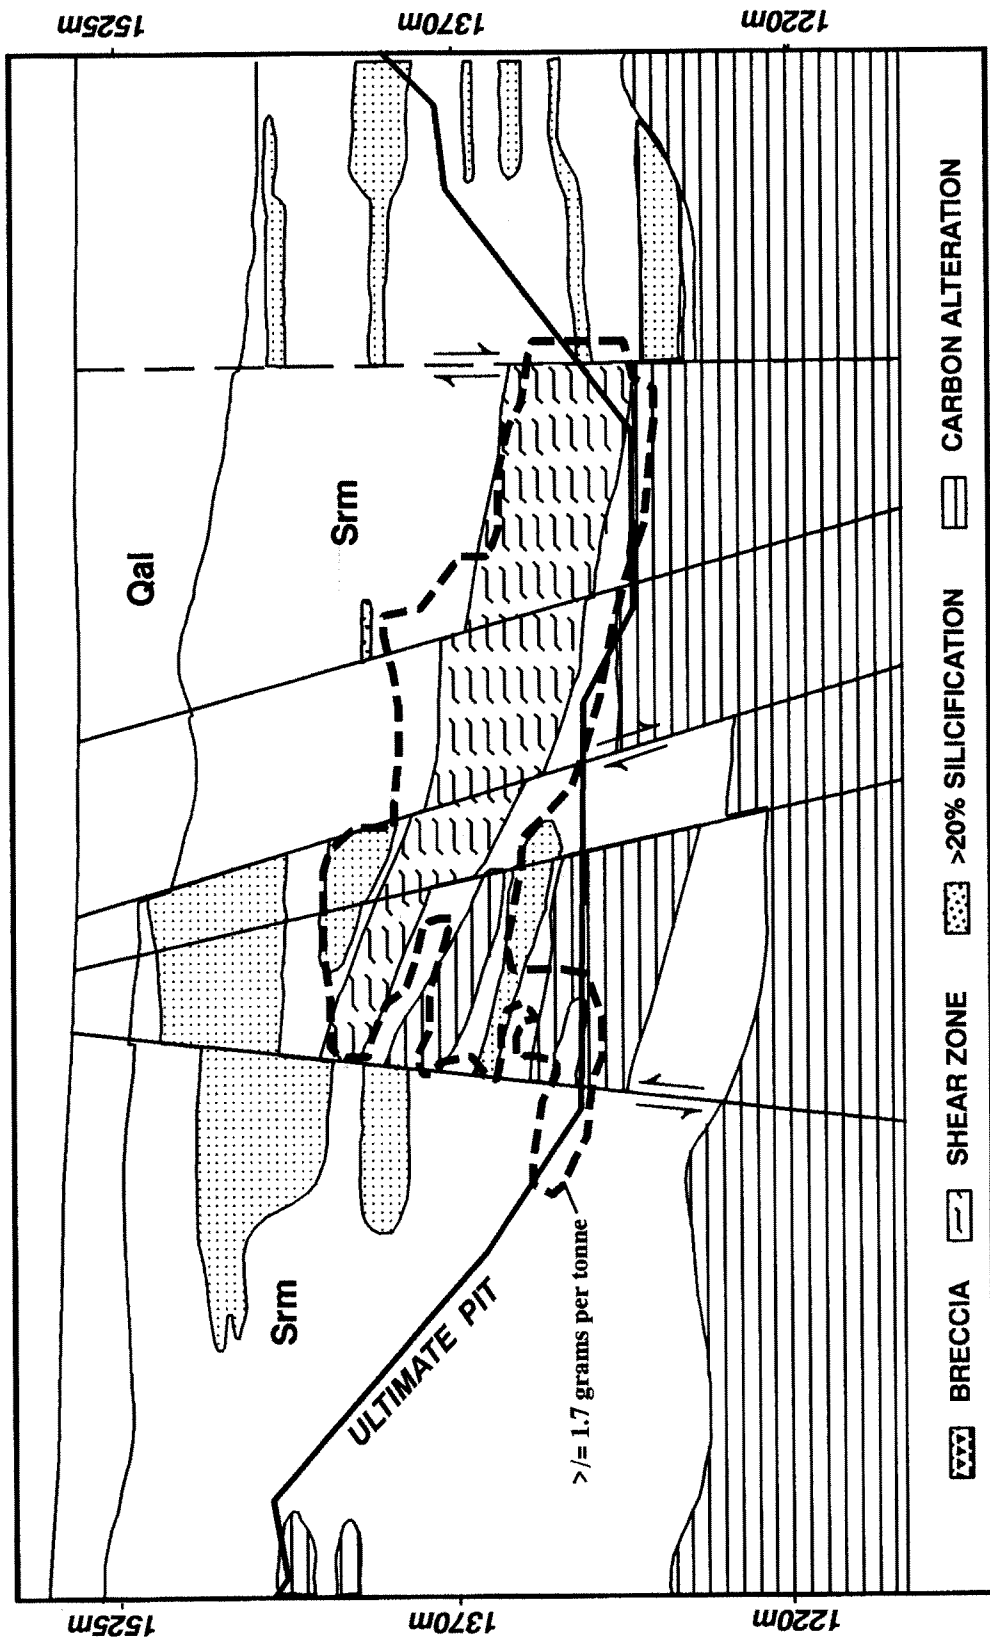 1525m
1370m
1220m
1525m
1370m
1220m
Qal
Srm
Srm
ULTIMATE PIT
>/= 1.7 grams per tonne
BRECCIA
SHEAR ZONE
>20% SILICIFICATION
CARBON ALTERATION